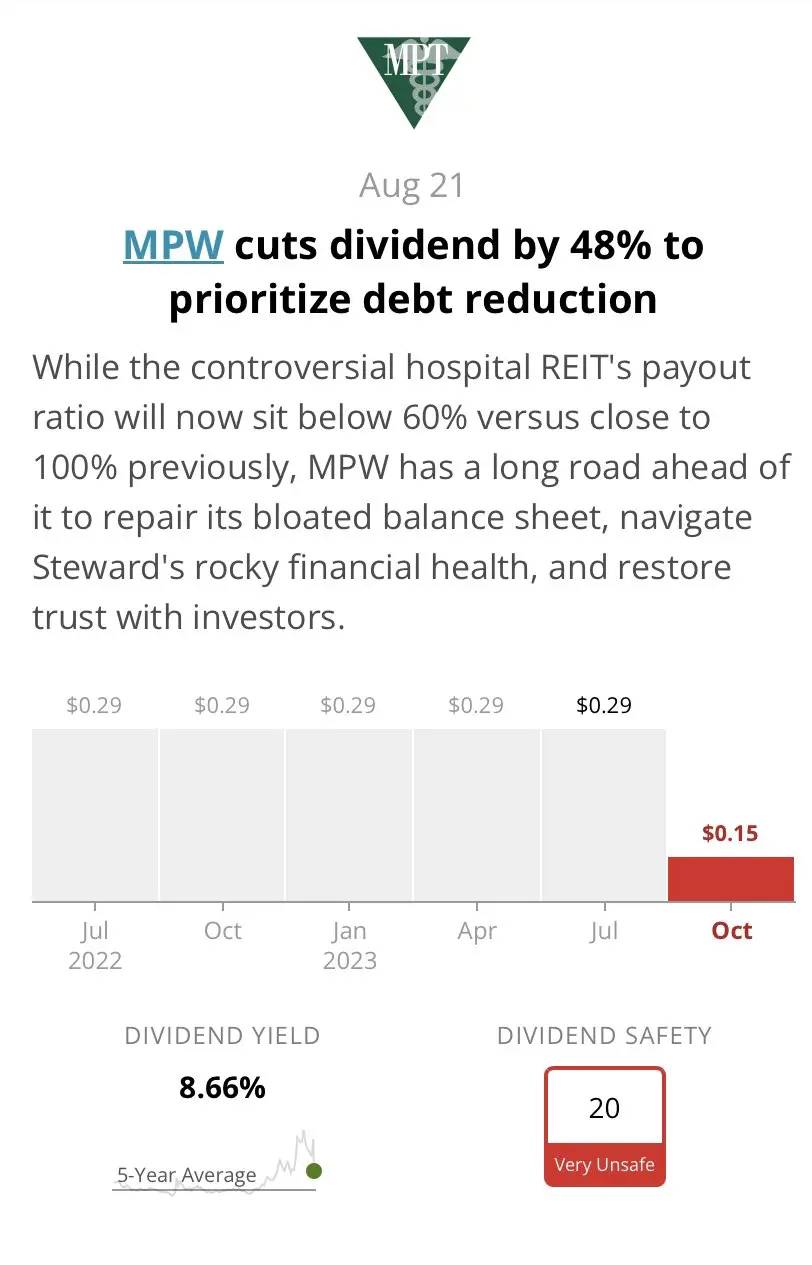 MPT
Aug 21
MPW cuts dividend by 48% to
prioritize debt reduction
While the controversial hospital REIT's payout
ratio will now sit below 60% versus close to
100% previously, MPW has a long road ahead of
it to repair its bloated balance sheet, navigate
Steward's rocky financial health, and restore
trust with investors.
$0.29 $0.29 $0.29 $0.29 $0.29
$0.15
Jul Oct Jan Apr Jul Oct
2022 2023
DIVIDEND YIELD DIVIDEND SAFETY
8.66% 20
5-Year Average Very Unsafe